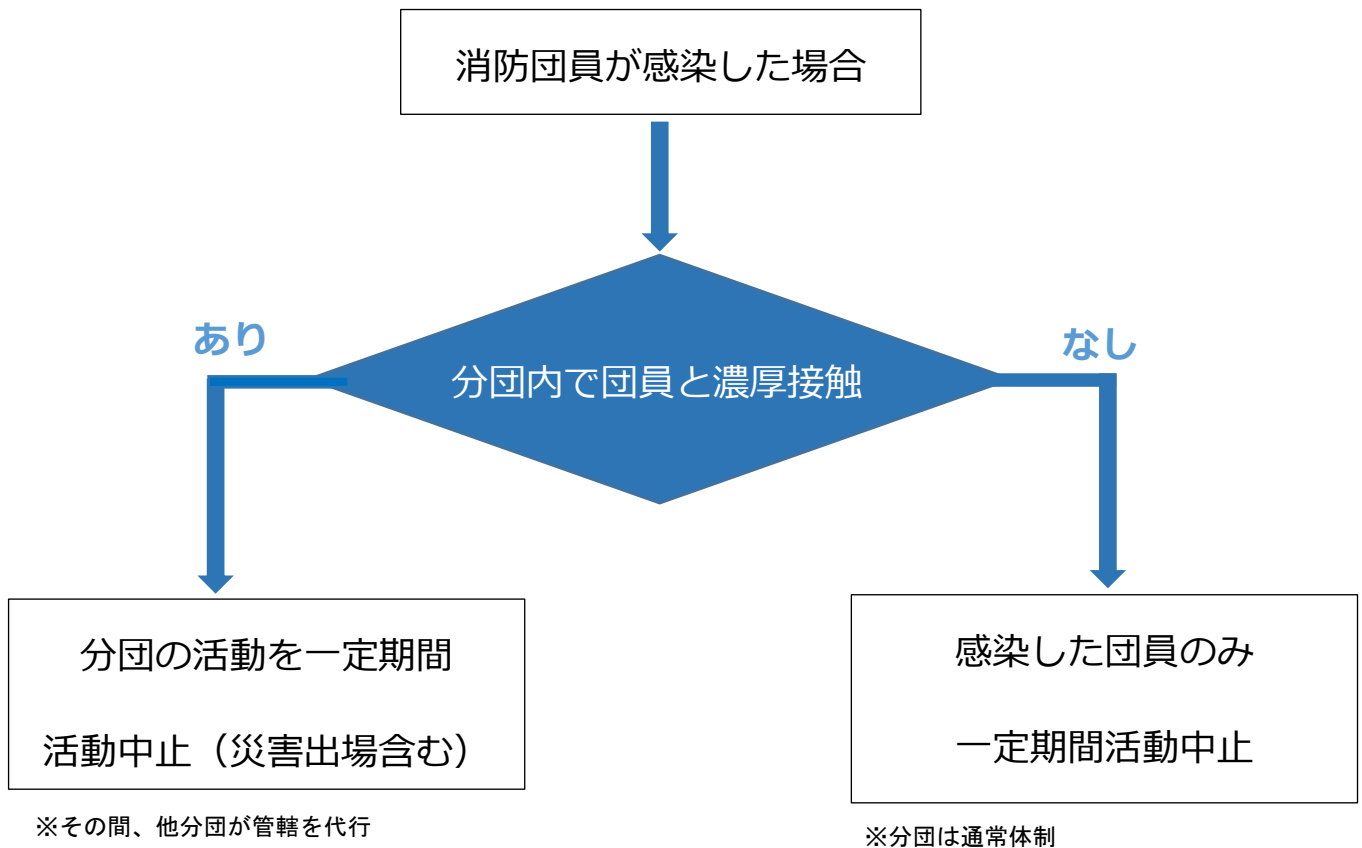 消防団員が感染した場合
あり
なし
分団内で団員と濃厚接触
分団の活動を一定期間
活動中止（災害出場含む）
※その間、他分団が管轄を代行
感染した団員のみ
一定期間活動中止
※分団は通常体制